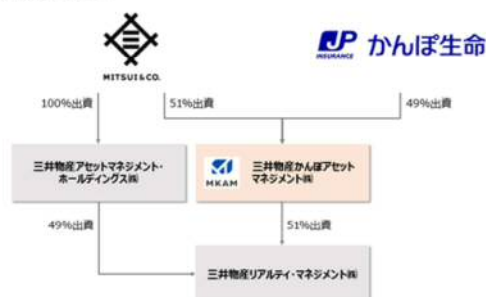 MITSUI & CO.
JP INSURANCE かんぽ生命
100%出資
51%出資
49%出資
三井物産アセットマネジメント・
ホールディングス㈱
MKAM
三井物産かんぽアセット
マネジメント㈱
49%出資
51%出資
三井物産リアルティ・マネジメント㈱